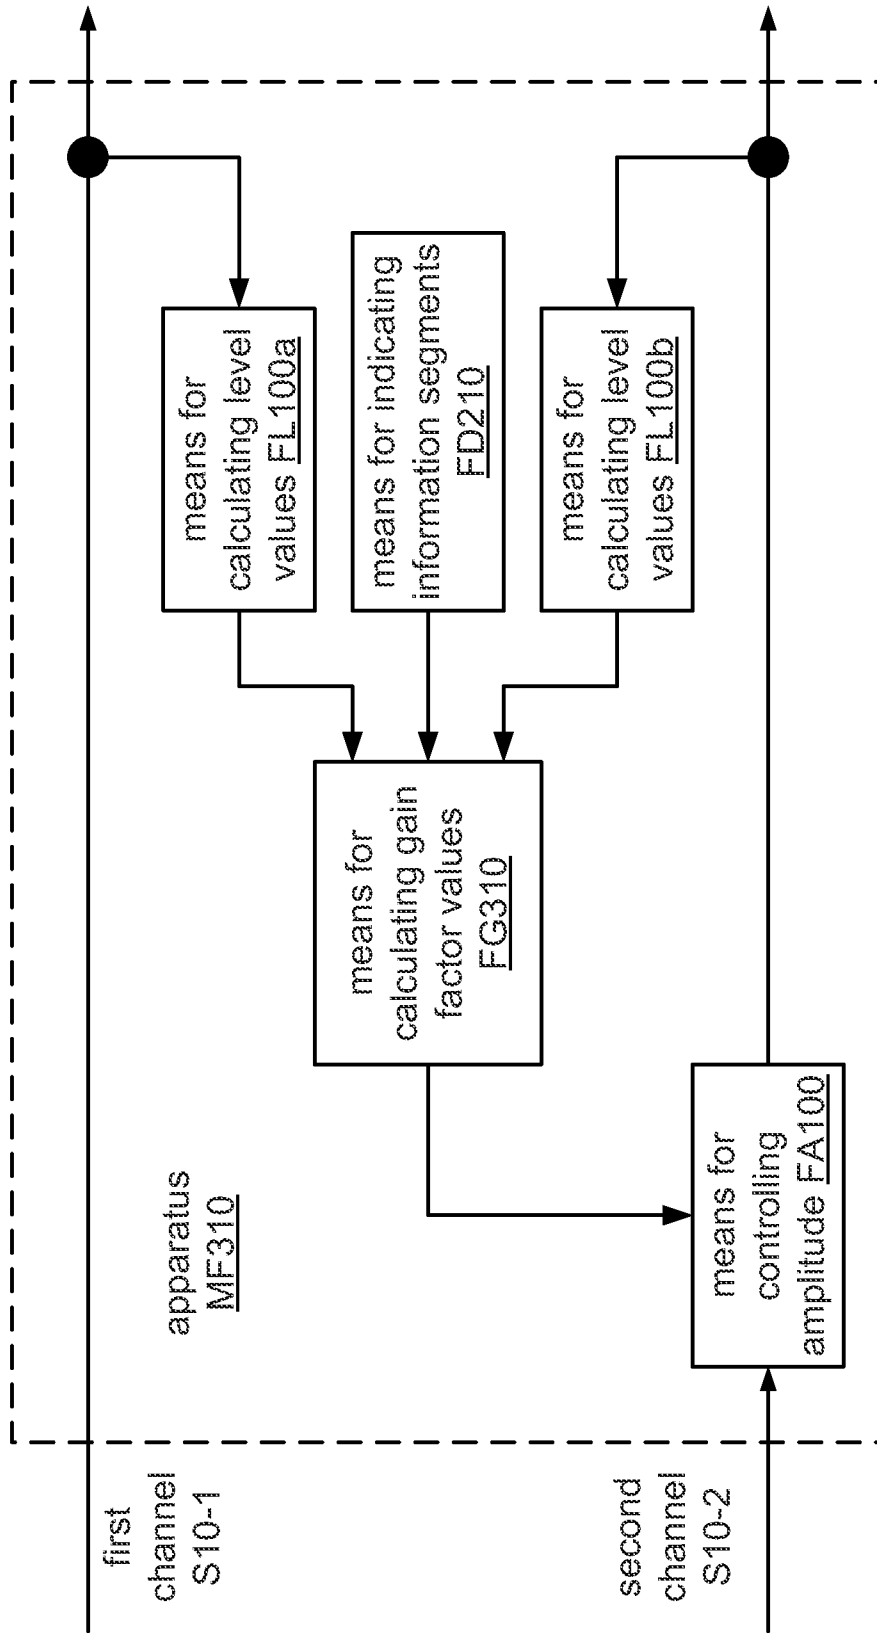 first
channel
S10-1
apparatus
MF310
means for
calculating level
values FL100a
means for
calculating gain
factor values
FG310
means for indicating
information segments
FD210
means for
calculating level
values FL100b
second
channel
S10-2
means for
controlling
amplitude FA100